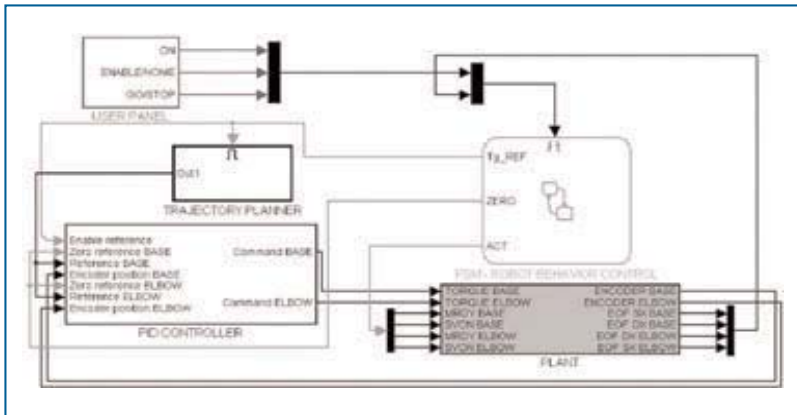 ON
ENABLE/HOME
GO/STOP
USER PANEL
Out1
TRAJECTORY PLANNER
Tg_REF
ZERO
ACT
FSM - ROBOT BEHAVIOR CONTROL
Enable reference
Zero reference BASE
Reference BASE
Encoder position BASE
Zero reference ELBOW
Reference ELBOW
Encoder position ELBOW
Command BASE
Command ELBOW
PID CONTROLLER
TORQUE BASE
TORQUE ELBOW
MRDY BASE
SVON BASE
MRDY ELBOW
SVON ELBOW
ENCODER BASE
ENCODER ELBOW
EOF SX BASE
EOF DX BASE
EOF DX ELBOW
EOF SX ELBOW
PLANT